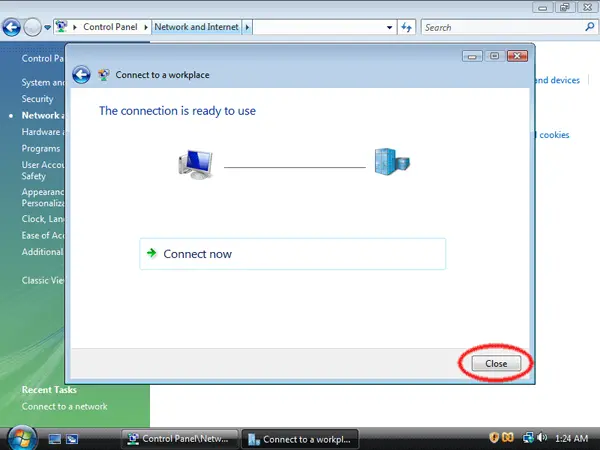 Control Panel
Network and Internet
Search
Control Pa
System and
Security
Network a
Hardware a
Programs
User Accou
Safety
Appearanc
Personaliza
Clock, Lan
Ease of Acc
Additional
Classic Vie
Recent Tasks
Connect to a network
and devices
d cookies
Connect to a workplace
The connection is ready to use
Connect now
Close
Control Panel\Netw...
Connect to a workpl...
1:24 AM